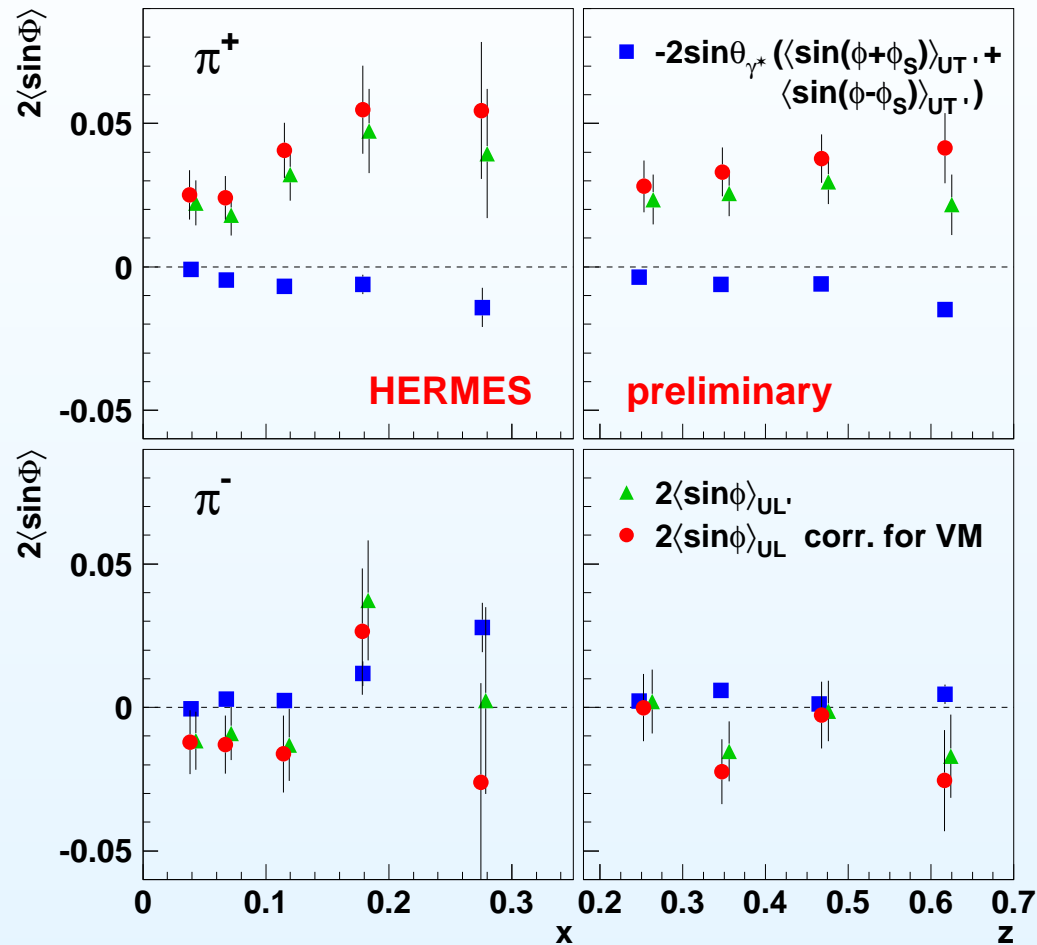 2⟨sinΦ⟩
π+
-2sinθγ* (⟨sin(ϕ+ϕS)⟩UT' +
⟨sin(ϕ-ϕS)⟩UT' )
0.05
0
-0.05
HERMES
preliminary
2⟨sinΦ⟩
π-
2⟨sinϕ⟩UL'
2⟨sinϕ⟩UL corr. for VM
0.05
0
-0.05
0 0.1 0.2 0.3
0.2 0.3 0.4 0.5 0.6 0.7
x
z